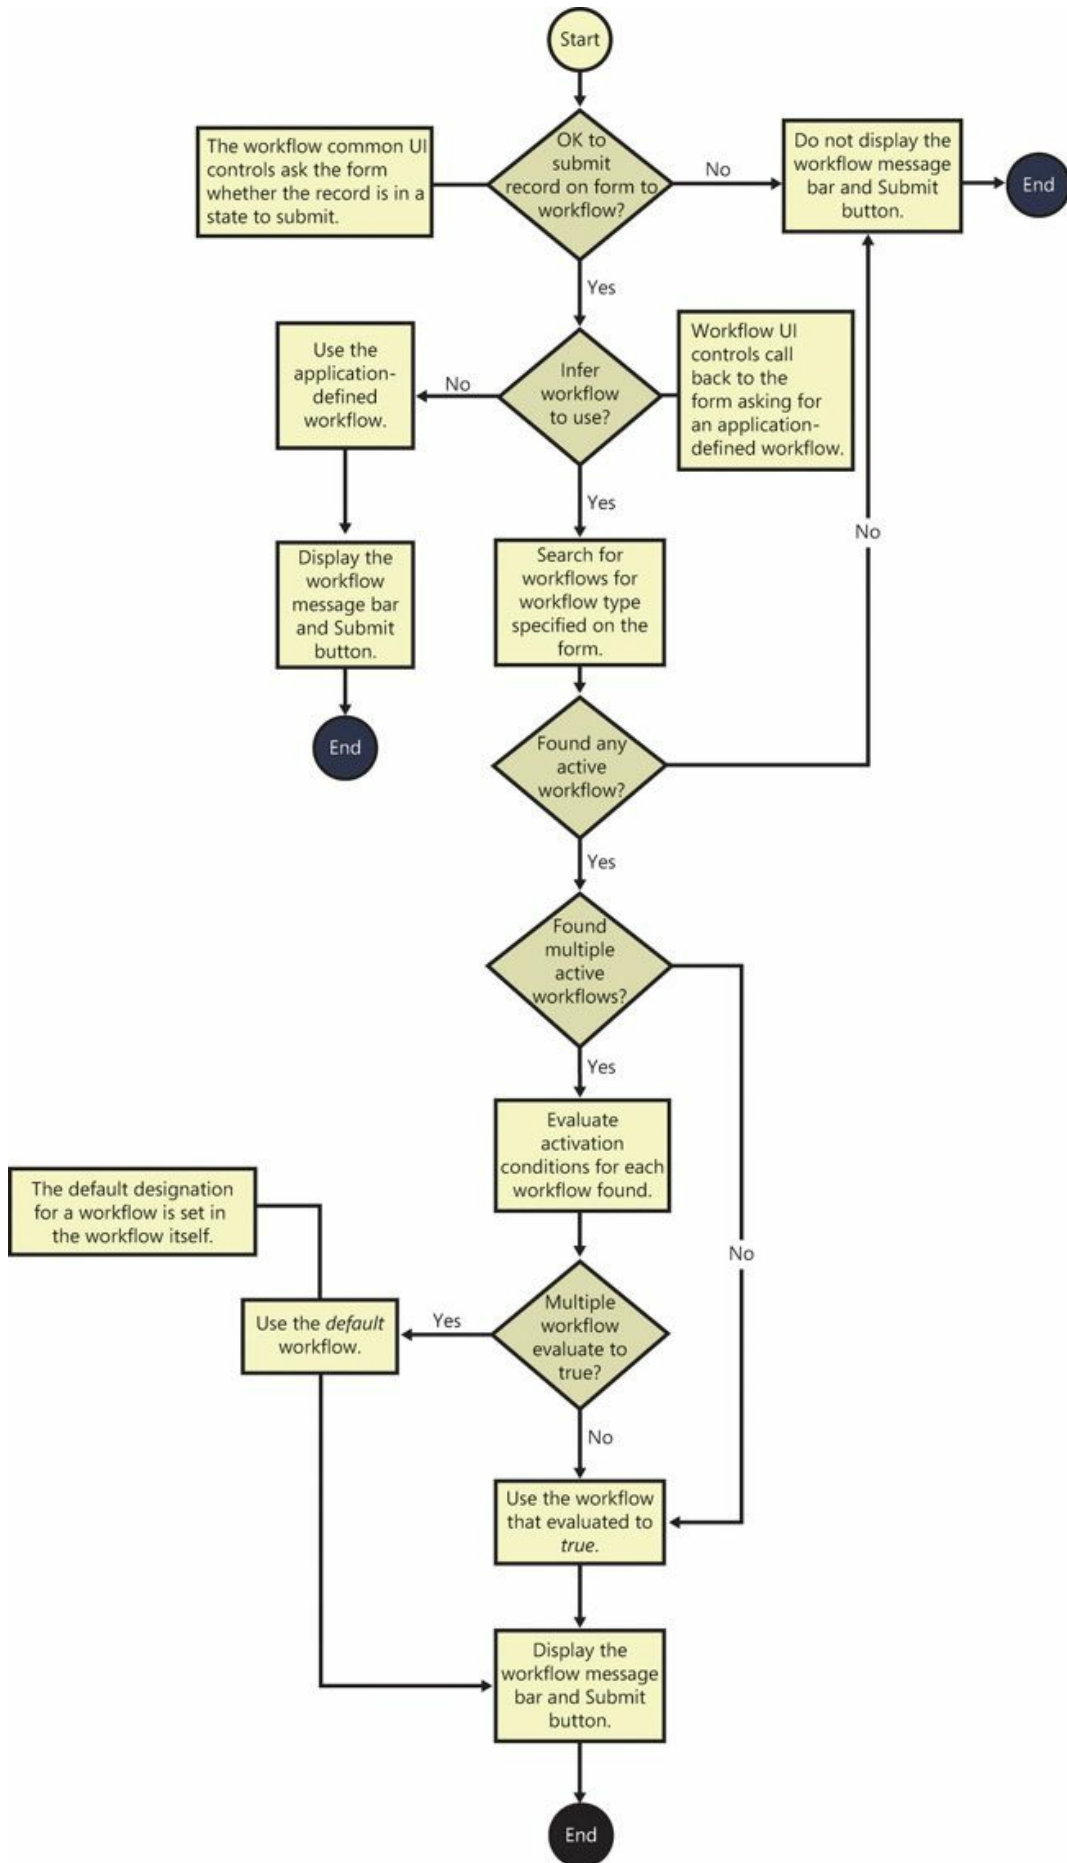 Start
The workflow common UI
controls ask the form
whether the record is in a
state to submit.
OK to
submit
record on form to
workflow?
No
Do not display the
workflow message
bar and Submit
button.
End
Yes
Use the
application-
defined
workflow.
No
Infer
workflow
to use?
Workflow UI
controls call
back to the
form asking for
an application-
defined workflow.
Yes
No
Display the
workflow
message bar
and Submit
button.
Search for
workflows for
workflow type
specified on the
form.
End
Found any
active
workflow?
Yes
Found
multiple
active
workflows?
Yes
Evaluate
activation
conditions for each
workflow found.
The default designation
for a workflow is set in
the workflow itself.
No
Use the default
workflow.
Yes
Multiple
workflow
evaluate to
true?
No
Use the workflow
that evaluated to
true.
Display the
workflow message
bar and Submit
button.
End